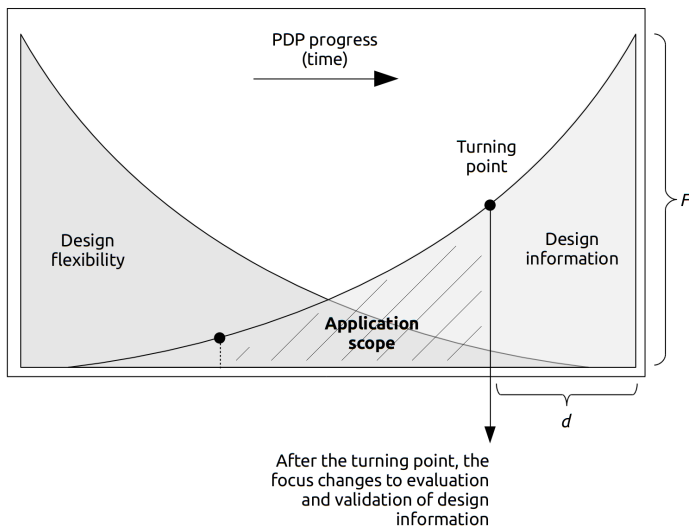 PDP progress
(time)
Turning
point
F
Design
flexibility
Design
information
Application
scope
d
After the turning point, the
focus changes to evaluation
and validation of design
information